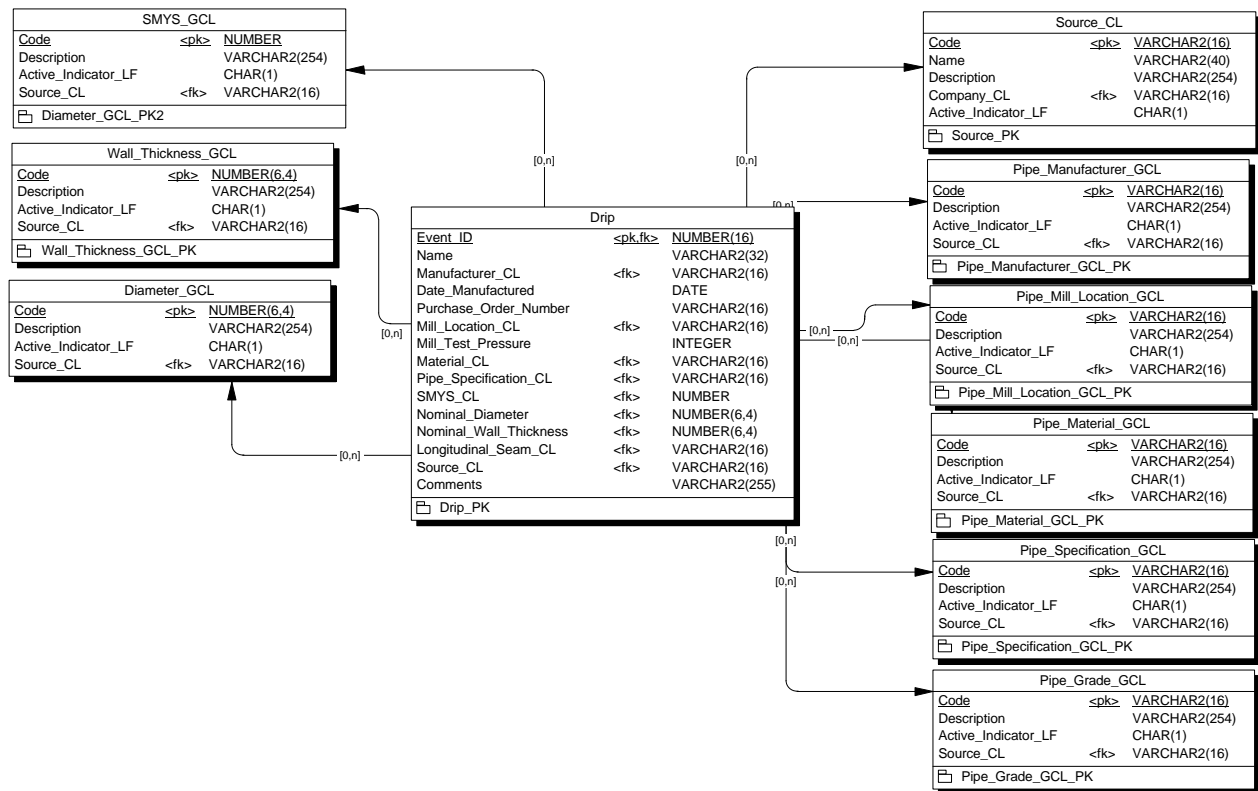 SMYS_GCL
Code <pk> NUMBER
Description VARCHAR2(254)
Active_Indicator_LF CHAR(1)
Source_CL <fk> VARCHAR2(16)
Diameter_GCL_PK2
Wall_Thickness_GCL
Code <pk> NUMBER(6,4)
Description VARCHAR2(254)
Active_Indicator_LF CHAR(1)
Source_CL <fk> VARCHAR2(16)
Wall_Thickness_GCL_PK
Diameter_GCL
Code <pk> NUMBER(6,4)
Description VARCHAR2(254)
Active_Indicator_LF CHAR(1)
Source_CL <fk> VARCHAR2(16)
[0,n]
[0,n]
[0,n]
[0,n]
[0,n]
Drip
Event_ID <pk,fk> NUMBER(16)
Name VARCHAR2(32)
Manufacturer_CL <fk> VARCHAR2(16)
Date_Manufactured DATE
Purchase_Order_Number VARCHAR2(16)
Mill_Location_CL <fk> VARCHAR2(16)
Mill_Test_Pressure INTEGER
Material_CL <fk> VARCHAR2(16)
Pipe_Specification_CL <fk> VARCHAR2(16)
SMYS_CL <fk> NUMBER
Nominal_Diameter <fk> NUMBER(6,4)
Nominal_Wall_Thickness <fk> NUMBER(6,4)
Longitudinal_Seam_CL <fk> VARCHAR2(16)
Source_CL <fk> VARCHAR2(16)
Comments VARCHAR2(255)
Drip_PK
[0,n]
[0,n]
[0,n]
[0,n]
Source_CL
Code <pk> VARCHAR2(16)
Name VARCHAR2(40)
Description VARCHAR2(254)
Company_CL <fk> VARCHAR2(16)
Active_Indicator_LF CHAR(1)
Source_PK
Pipe_Manufacturer_GCL
Code <pk> VARCHAR2(16)
Description VARCHAR2(254)
Active_Indicator_LF CHAR(1)
Source_CL <fk> VARCHAR2(16)
Pipe_Manufacturer_GCL_PK
Pipe_Mill_Location_GCL
Code <pk> VARCHAR2(16)
Description VARCHAR2(254)
Active_Indicator_LF CHAR(1)
Source_CL <fk> VARCHAR2(16)
Pipe_Mill_Location_GCL_PK
Pipe_Material_GCL
Code <pk> VARCHAR2(16)
Description VARCHAR2(254)
Active_Indicator_LF CHAR(1)
Source_CL <fk> VARCHAR2(16)
Pipe_Material_GCL_PK
Pipe_Specification_GCL
Code <pk> VARCHAR2(16)
Description VARCHAR2(254)
Active_Indicator_LF CHAR(1)
Source_CL <fk> VARCHAR2(16)
Pipe_Specification_GCL_PK
Pipe_Grade_GCL
Code <pk> VARCHAR2(16)
Description VARCHAR2(254)
Active_Indicator_LF CHAR(1)
Source_CL <fk> VARCHAR2(16)
Pipe_Grade_GCL_PK